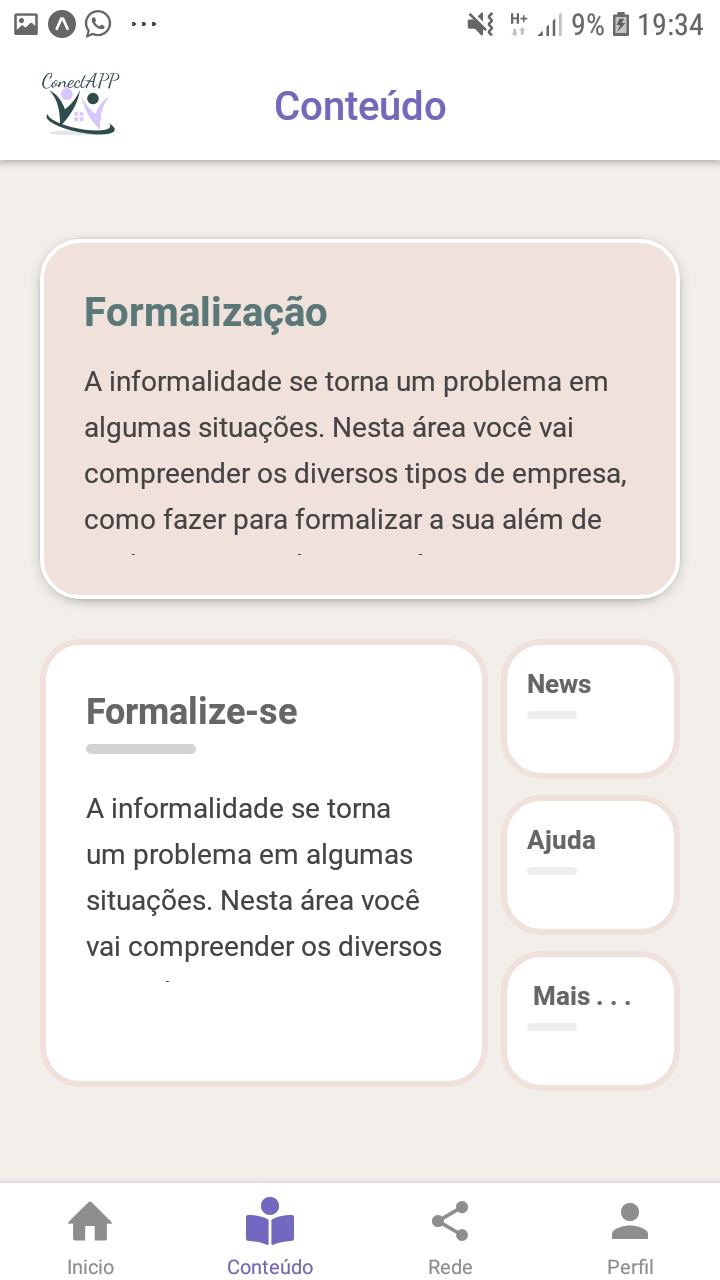 H+
9%
19:34
ConectAPP
Conteúdo
Formalização
A informalidade se torna um problema em
algumas situações. Nesta área você vai
compreender os diversos tipos de empresa,
como fazer para formalizar a sua além de
Formalize-se
A informalidade se torna
um problema em algumas
situações. Nesta área você
vai compreender os diversos
News
Ajuda
Mais . . .
Inicio
Conteúdo
Rede
Perfil